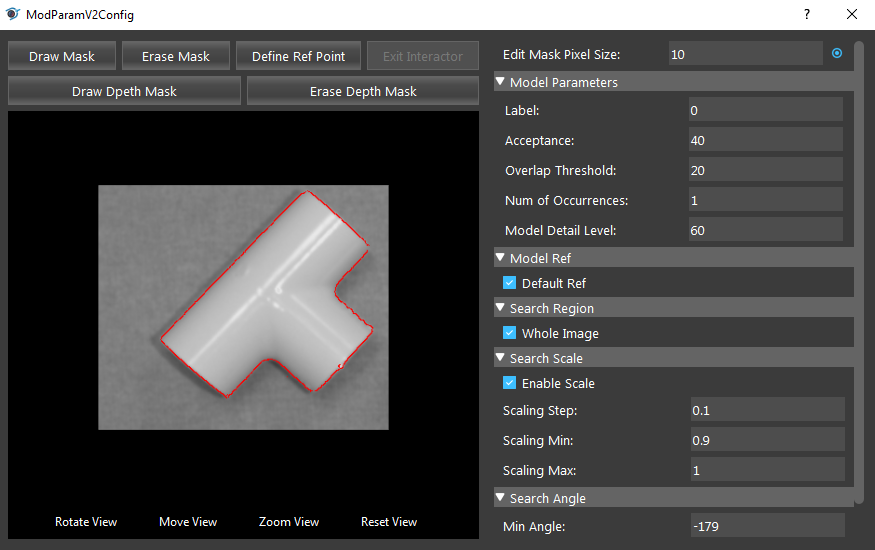 ModParamV2Config
Draw Mask Erase Mask Define Ref Point Exit Interactor
Draw Dpeth Mask Erase Depth Mask
Rotate View Move View Zoom View Reset View
Edit Mask Pixel Size: 10
Model Parameters
Label: 0
Acceptance: 40
Overlap Threshold: 20
Num of Occurrences: 1
Model Detail Level: 60
Model Ref
Default Ref
Search Region
Whole Image
Search Scale
Enable Scale
Scaling Step: 0.1
Scaling Min: 0.9
Scaling Max: 1
Search Angle
Min Angle: -179